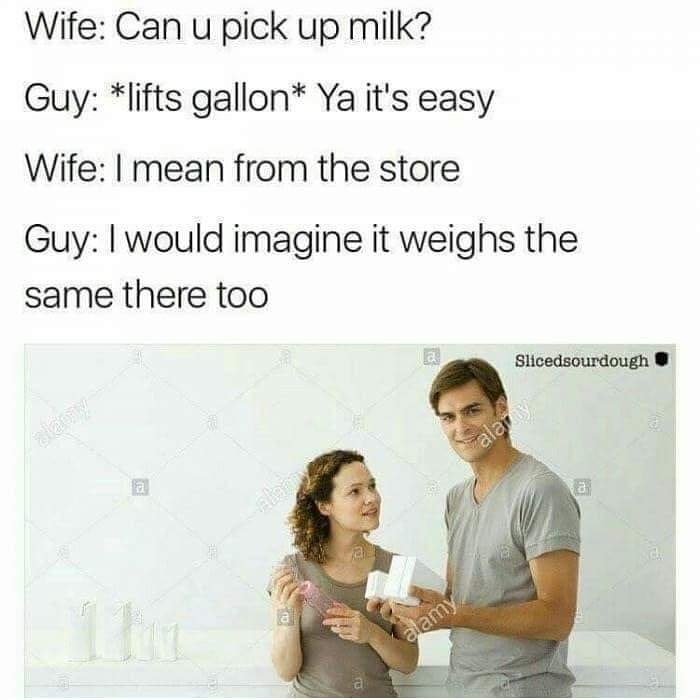 Wife: Can u pick up milk?
Guy: *lifts gallon* Ya it's easy
Wife: I mean from the store
Guy: I would imagine it weighs the
same there too
a
Slicedsourdough
alamy
alamy
a
a
alamy
a
alamy
a